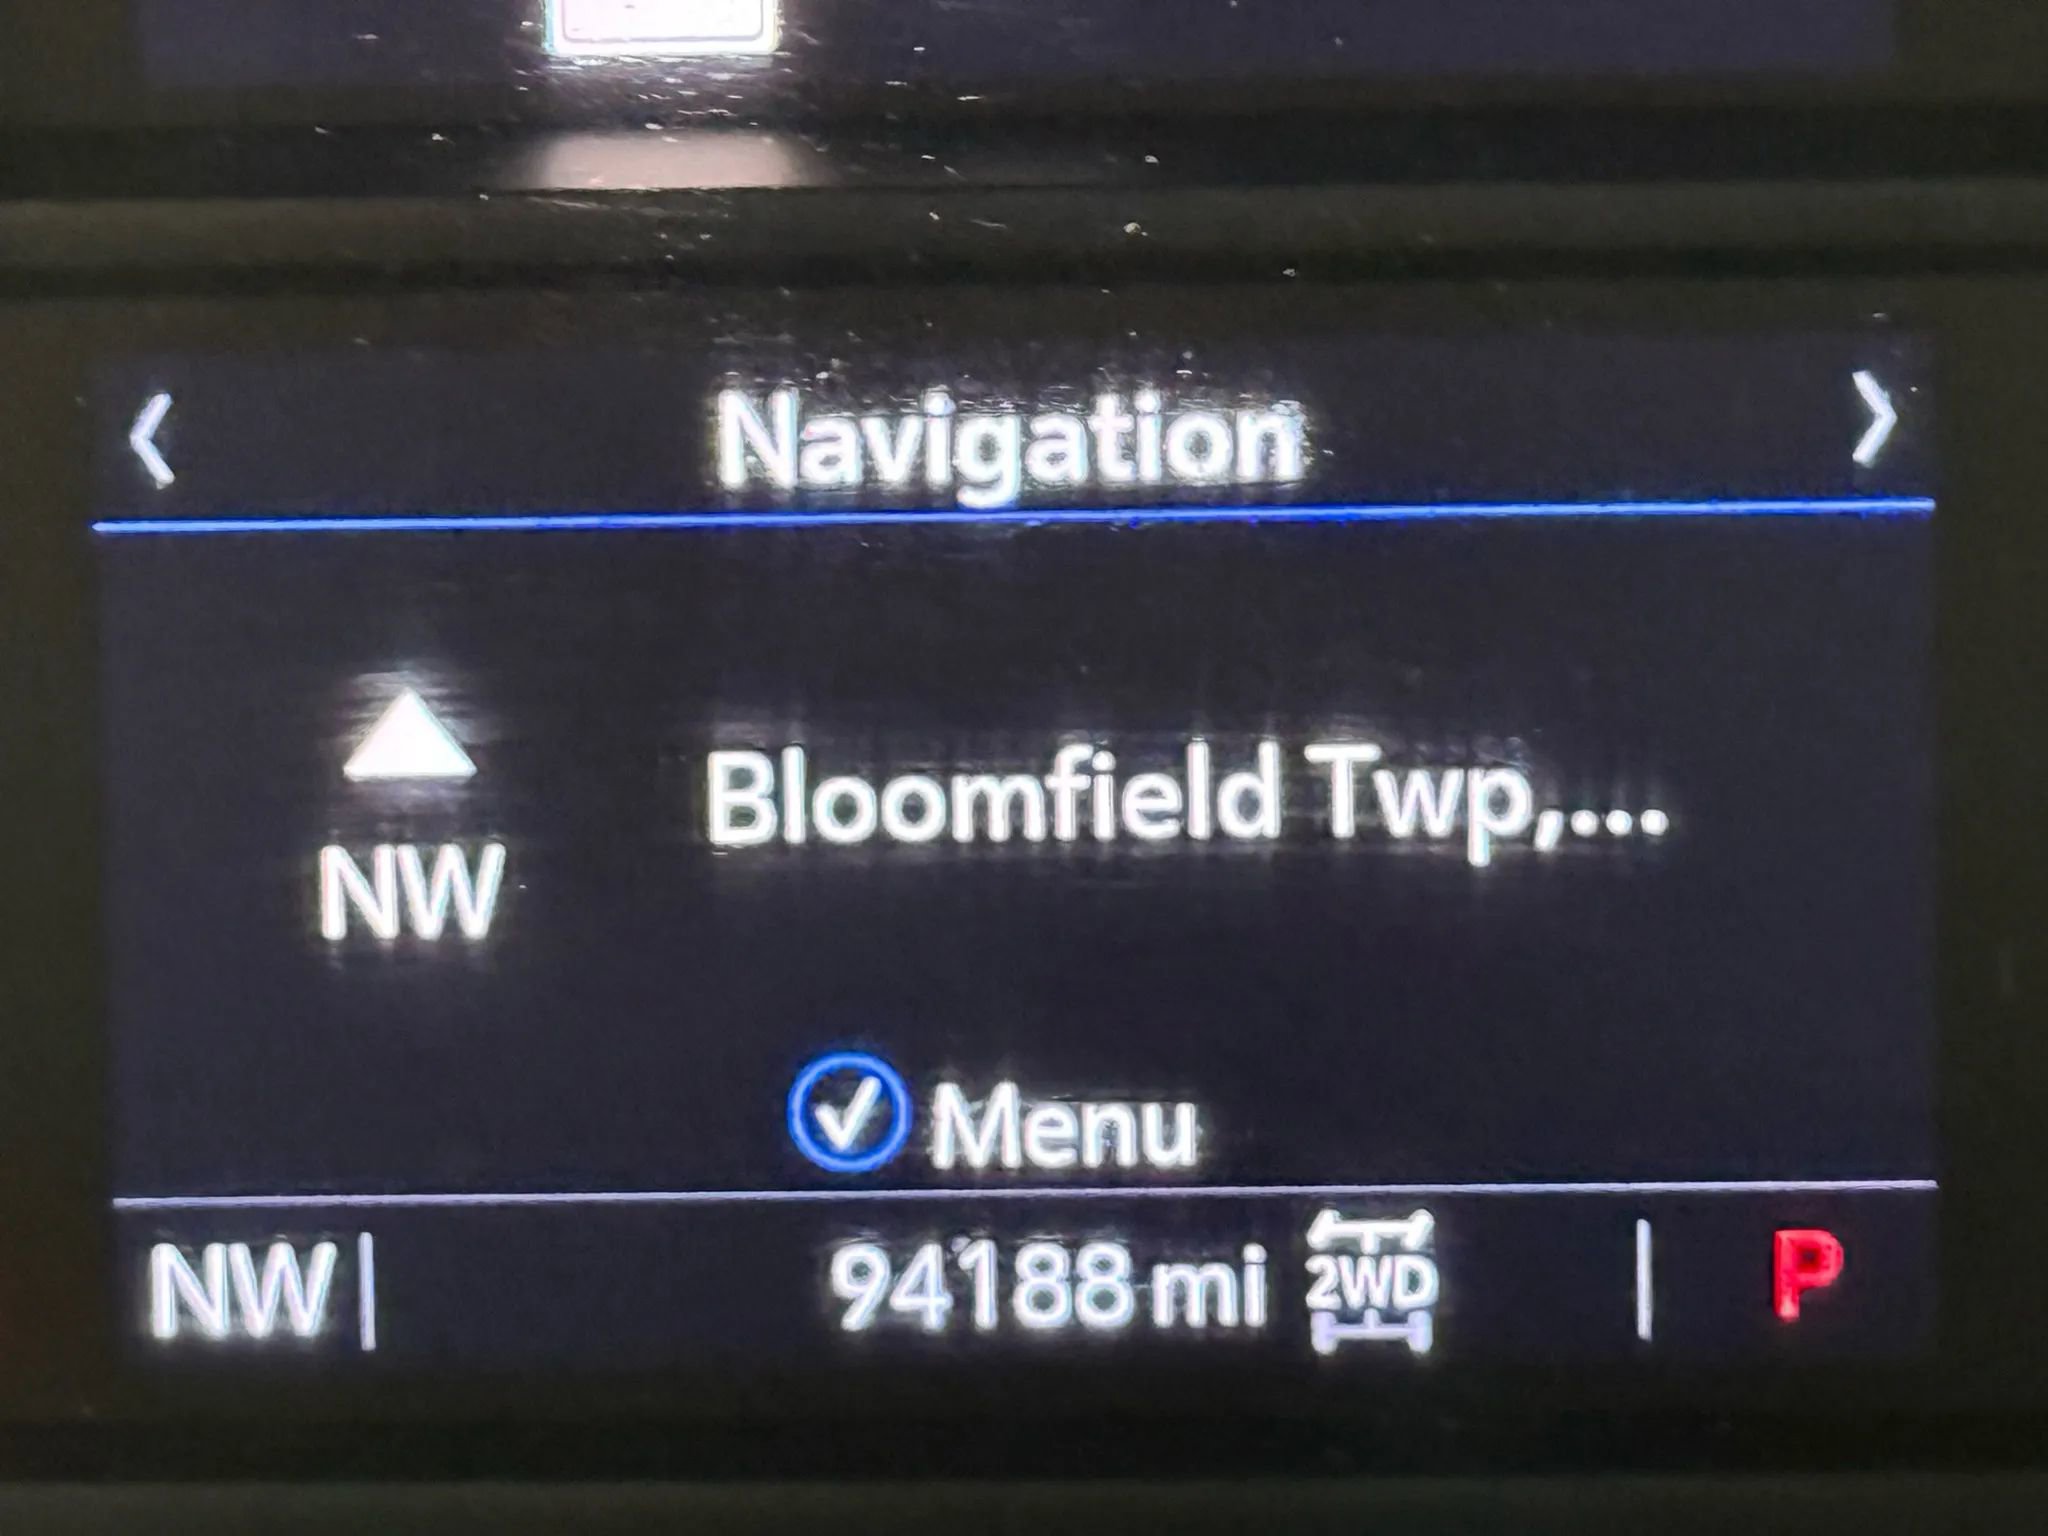 Navigation
Bloomfield Twp,...
NW
Menu
NW 94188 mi 2WD P